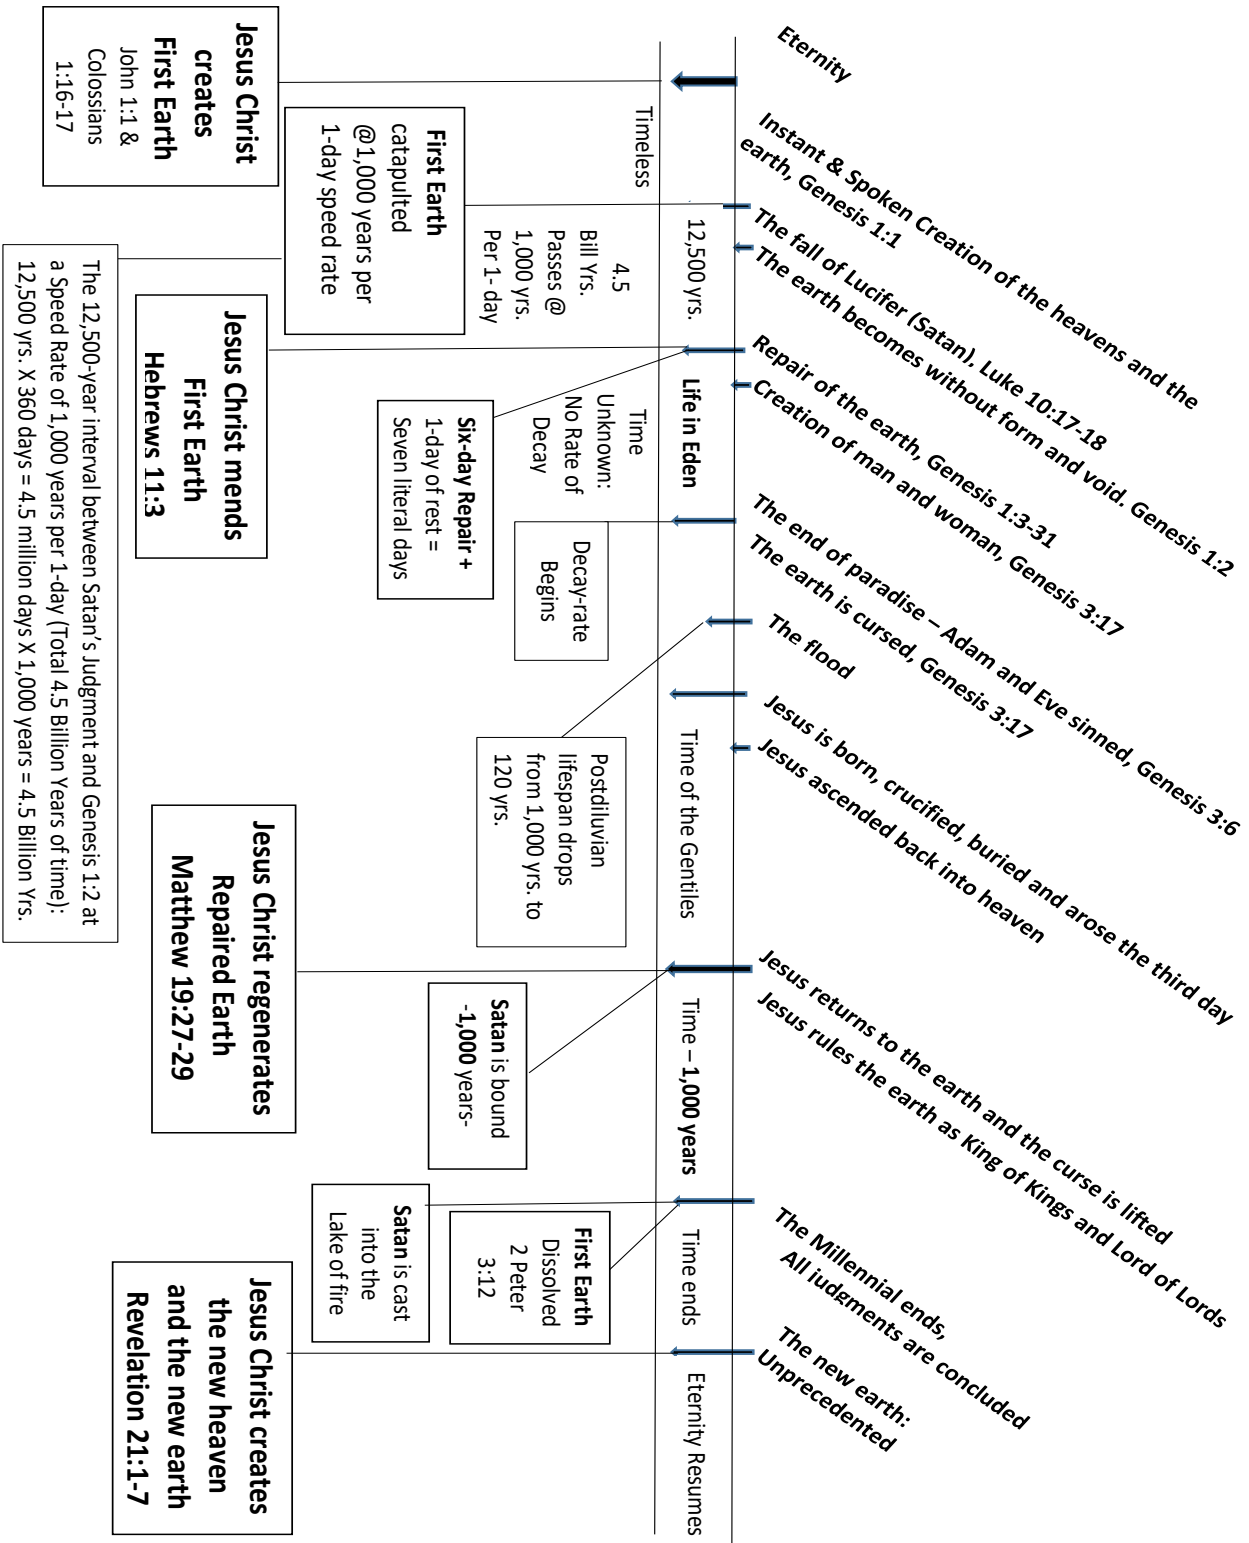 Eternity
Instant & Spoken Creation of the heavens and the
earth, Genesis 1:1
The fall of Lucifer (Satan), Luke 10:17-18
The earth becomes without form and void. Genesis 1:2
Repair of the earth, Genesis 1:3-31
Creation of man and woman, Genesis 3:17
The end of paradise – Adam and Eve sinned, Genesis 3:6
The earth is cursed, Genesis 3:17
The flood
Jesus is born, crucified, buried and arose the third day
Jesus ascended back into heaven
Jesus returns to the earth and the curse is lifted
Jesus rules the earth as King of Kings and Lord of Lords
The Millennial ends,
All judgments are concluded
The new earth:
Unprecedented
Timeless
12,500 yrs.
Life in Eden
Time of the Gentiles
Time – 1,000 years
Time ends
Eternity Resumes
4.5
Bill Yrs.
Passes @
1,000 yrs.
Per 1- day
Time
Unknown:
No Rate of
Decay
Decay-rate
Begins
Postdiluvian
lifespan drops
from 1,000 yrs. to
120 yrs.
Satan is bound
-1,000 years-
First Earth
Dissolved
2 Peter
3:12
Satan is cast
into the
Lake of fire
First Earth
catapulted
@1,000 years per
1-day speed rate
Six-day Repair +
1-day of rest =
Seven literal days
Jesus Christ
creates
First Earth
John 1:1 &
Colossians
1:16-17
Jesus Christ mends
First Earth
Hebrews 11:3
Jesus Christ regenerates
Repaired Earth
Matthew 19:27-29
Jesus Christ creates
the new heaven
and the new earth
Revelation 21:1-7
The 12,500-year interval between Satan's Judgment and Genesis 1:2 at
a Speed Rate of 1,000 years per 1-day (Total 4.5 Billion Years of time):
12,500 yrs. X 360 days = 4.5 million days X 1,000 years = 4.5 Billion Yrs.